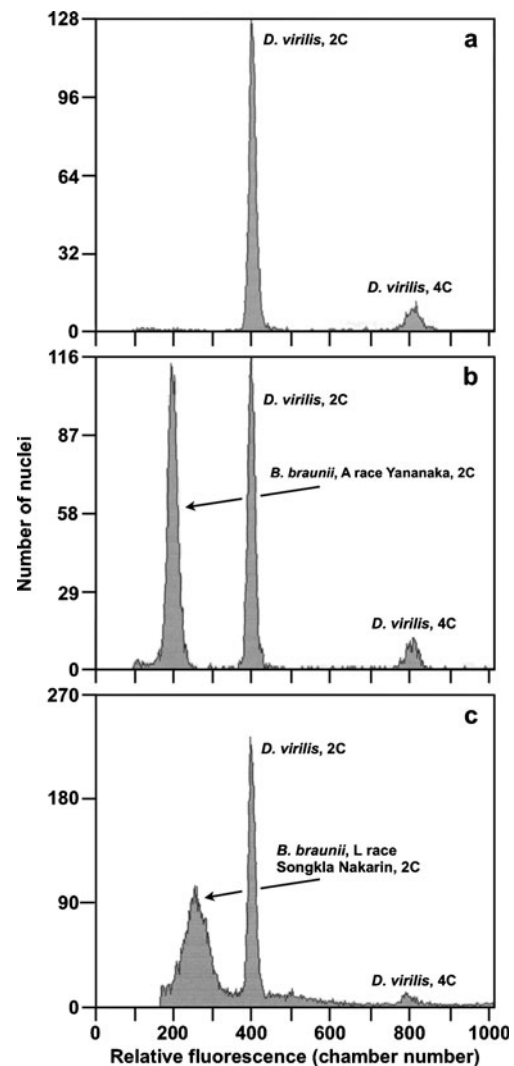 128
96
64
32
0
D. virilis, 2C
a
D. virilis, 4C
116
87
58
29
0
D. virilis, 2C
b
B. braunii, A race Yananaka, 2C
D. virilis, 4C
270
180
90
0
D. virilis, 2C
c
B. braunii, L race
Songkla Nakarin, 2C
D. virilis, 4C
Number of nuclei
0 200 400 600 800 1000
Relative fluorescence (chamber number)